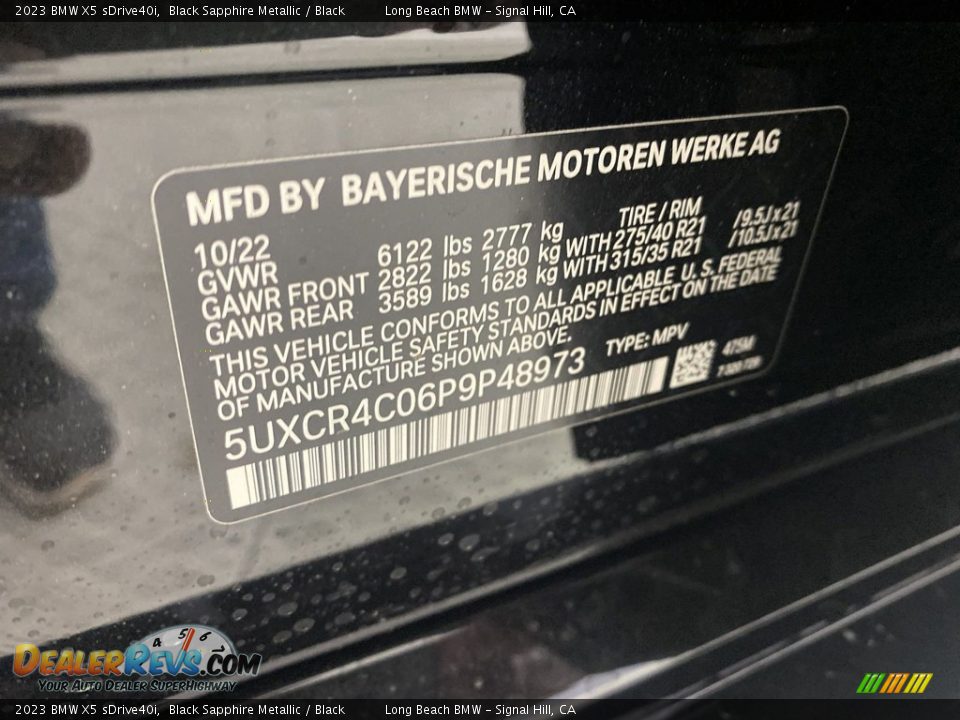 2023 BMW X5 sDrive40i, Black Sapphire Metallic / Black Long Beach BMW - Signal Hill, CA
MFD BY BAYERISCHE MOTOREN WERKE AG
10/22 TIRE / RIM
GVWR 6122 lbs 2777 kg
GAWR FRONT 2822 lbs 1280 kg WITH 275/40 R21 /9.5Jx21
GAWR REAR 3589 lbs 1628 kg WITH 315/35 R21 /10.5Jx21
THIS VEHICLE CONFORMS TO ALL APPLICABLE U.S. FEDERAL
MOTOR VEHICLE SAFETY STANDARDS IN EFFECT ON THE DATE
OF MANUFACTURE SHOWN ABOVE.
TYPE: MPV
5UXCR4C06P9P48973
475M
DEALERREVS.COM
YOUR AUTO DEALER SUPERHIGHWAY
4 5 6
2023 BMW X5 sDrive40i, Black Sapphire Metallic / Black Long Beach BMW - Signal Hill, CA